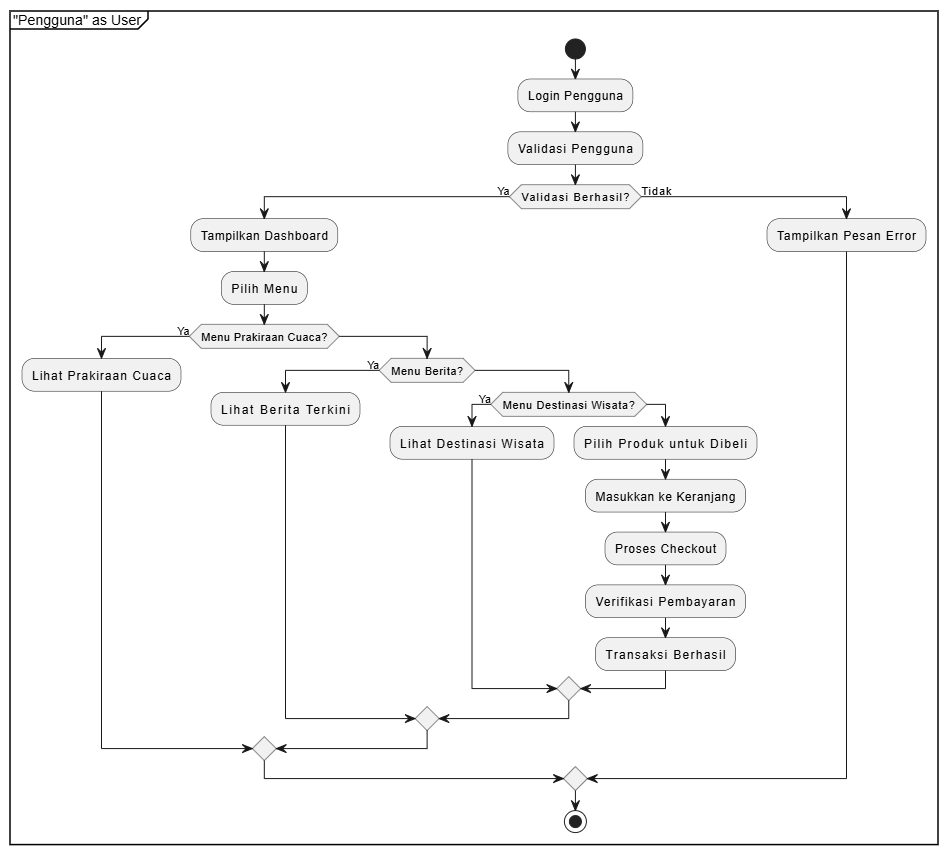 "Pengguna" as User
Login Pengguna
Validasi Pengguna
Ya
Validasi Berhasil?
Tidak
Tampilkan Dashboard
Tampilkan Pesan Error
Pilih Menu
Ya
Menu Prakiraan Cuaca?
Lihat Prakiraan Cuaca
Ya
Menu Berita?
Lihat Berita Terkini
Ya
Menu Destinasi Wisata?
Lihat Destinasi Wisata
Pilih Produk untuk Dibeli
Masukkan ke Keranjang
Proses Checkout
Verifikasi Pembayaran
Transaksi Berhasil